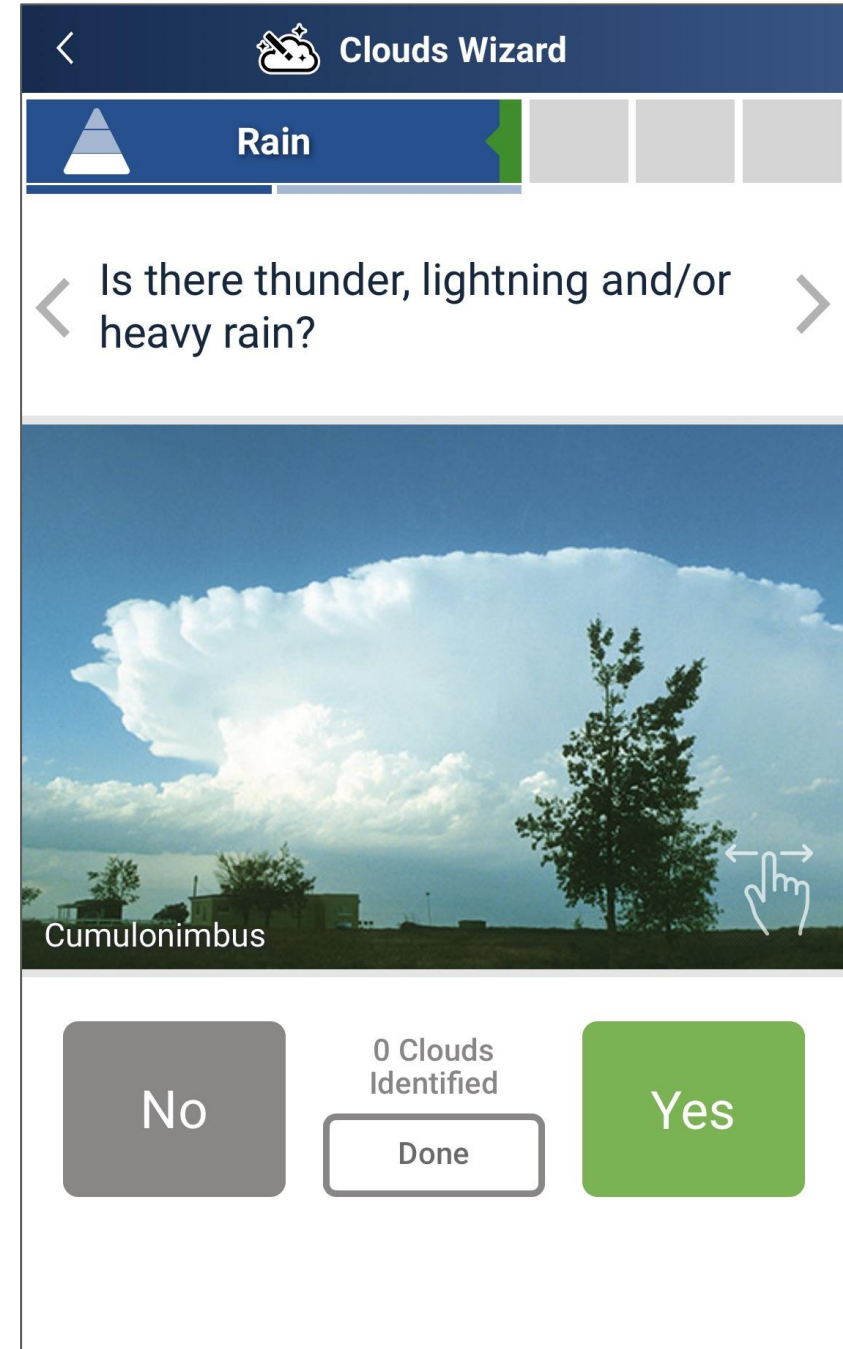 Clouds Wizard
Rain
Is there thunder, lightning and/or
heavy rain?
Cumulonimbus
No
0 Clouds
Identified
Done
Yes